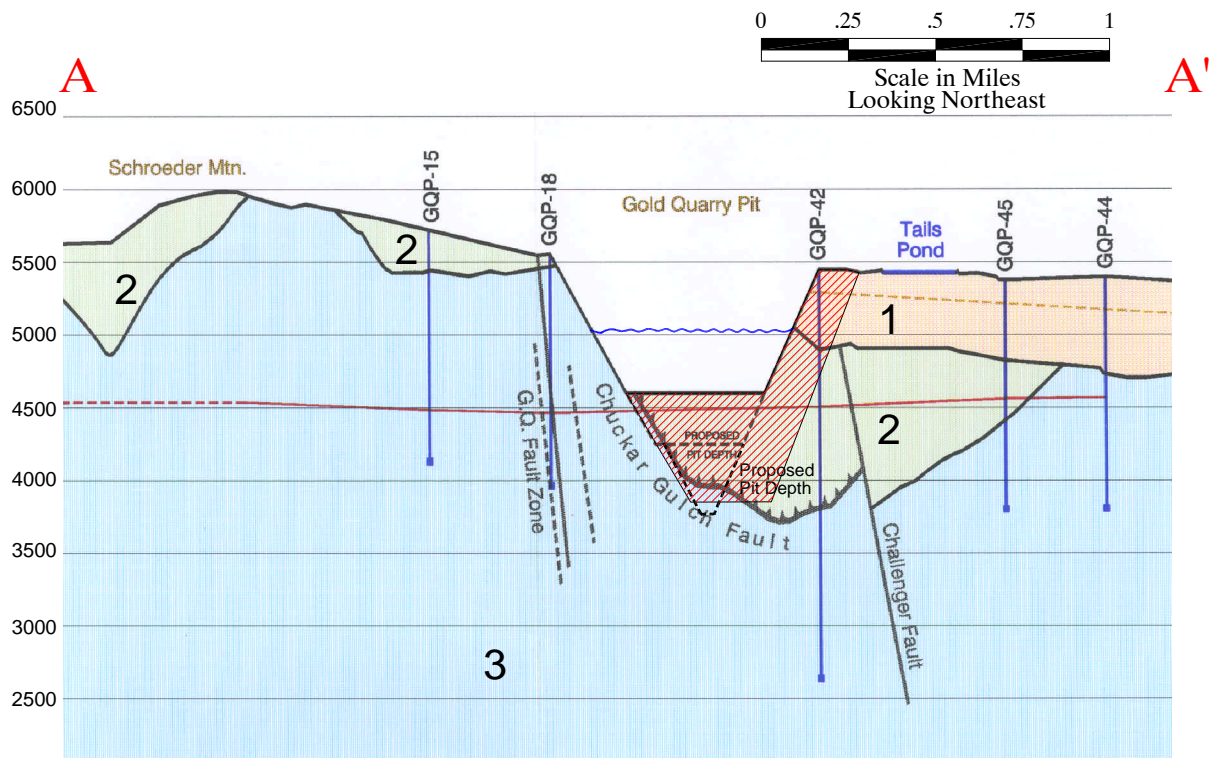 0 .25 .5 .75 1
Scale in Miles
Looking Northeast
A
A'
6500
6000
5500
5000
4500
4000
3500
3000
2500
Schroeder Mtn.
GQP-15
GQP-18
Gold Quarry Pit
GQP-42
Tails
Pond
GQP-45
GQP-44
2
2
1
2
3
G.Q. Fault Zone
Chuckar Gulch Fault
PROPOSED
PIT DEPTH
Proposed
Pit Depth
Challenger Fault